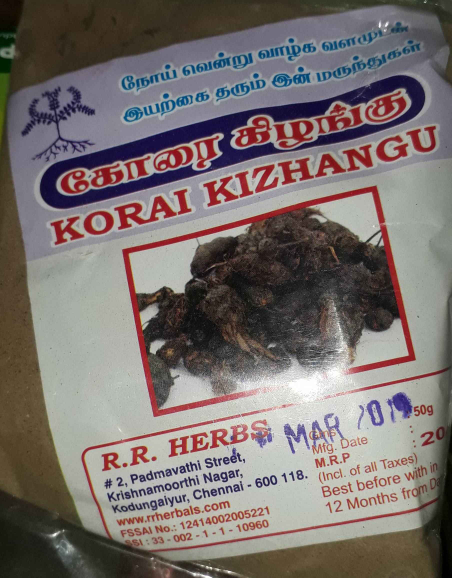 நோய் வென்று வாழ்க வளமுடன்
இயற்கை தரும் இன் மருந்துகள்
கோரை கிழங்கு
KORAI KIZHANGU
R.R. HERBS
# 2, Padmavathi Street,
Krishnamoorthi Nagar,
Kodungaiyur, Chennai - 600 118.
www.rrherbals.com
FSSAI No.: 12414002005221
SSI : 33 - 002 - 1 - 1 - 10960
MAR 2019
: 50g
Mfg. Date :
M.R.P : 20
(Incl. of all Taxes)
Best before with in
12 Months from